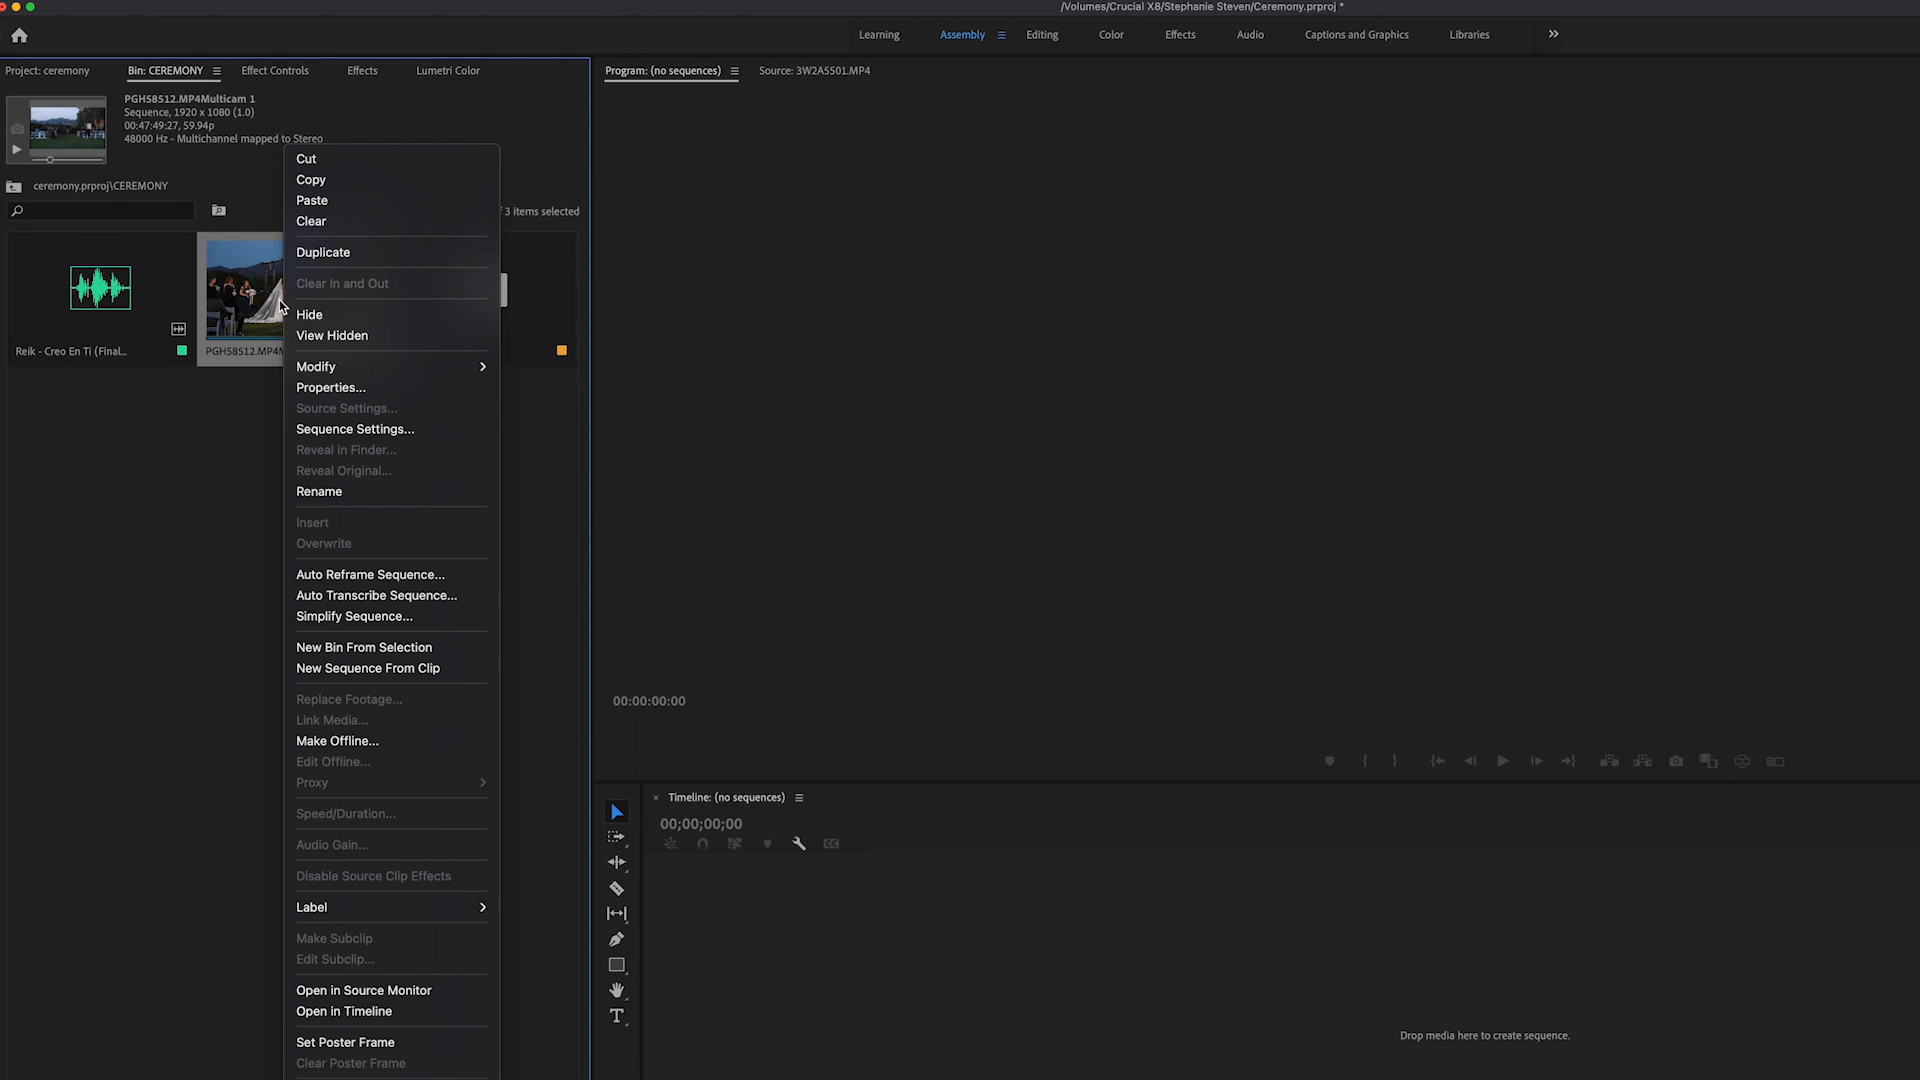 /Volumes/Crucial X8/Stephanie Steven/Ceremony.prproj *
Learning
Assembly
Editing
Color
Effects
Audio
Captions and Graphics
Libraries
Project: ceremony
Bin: CEREMONY
Effect Controls
Effects
Lumetri Color
Program: (no sequences)
Source: 3W2A5501.MP4
PGH58512.MP4Multicam 1
Sequence, 1920 x 1080 (1.0)
00:47:49:27, 59.94p
48000 Hz - Multichannel mapped to Stereo
ceremony.prproj\CEREMONY
3 items selected
Reik - Creo En Ti (Final...
PGH58512.MP4
Cut
Copy
Paste
Clear
Duplicate
Clear In and Out
Hide
View Hidden
Modify
Properties...
Source Settings...
Sequence Settings...
Reveal in Finder...
Reveal Original...
Rename
Insert
Overwrite
Auto Reframe Sequence...
Auto Transcribe Sequence...
Simplify Sequence...
New Bin From Selection
New Sequence From Clip
Replace Footage...
Link Media...
Make Offline...
Edit Offline...
Proxy
Speed/Duration...
Audio Gain...
Disable Source Clip Effects
Label
Make Subclip
Edit Subclip...
Open in Source Monitor
Open in Timeline
Set Poster Frame
Clear Poster Frame
00:00:00:00
Timeline: (no sequences)
00;00;00;00
Drop media here to create sequence.